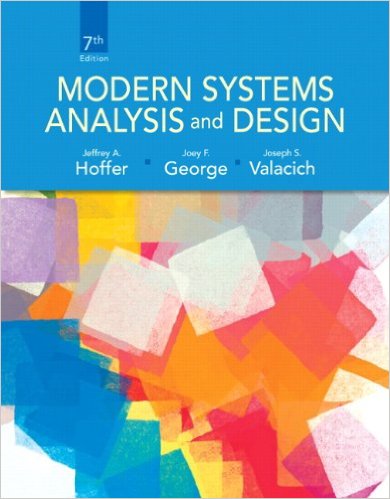 7th
Edition
MODERN SYSTEMS
ANALYSIS and DESIGN
Jeffrey A. Joey F. Joseph S.
Hoffer ▪ George ▪ Valacich